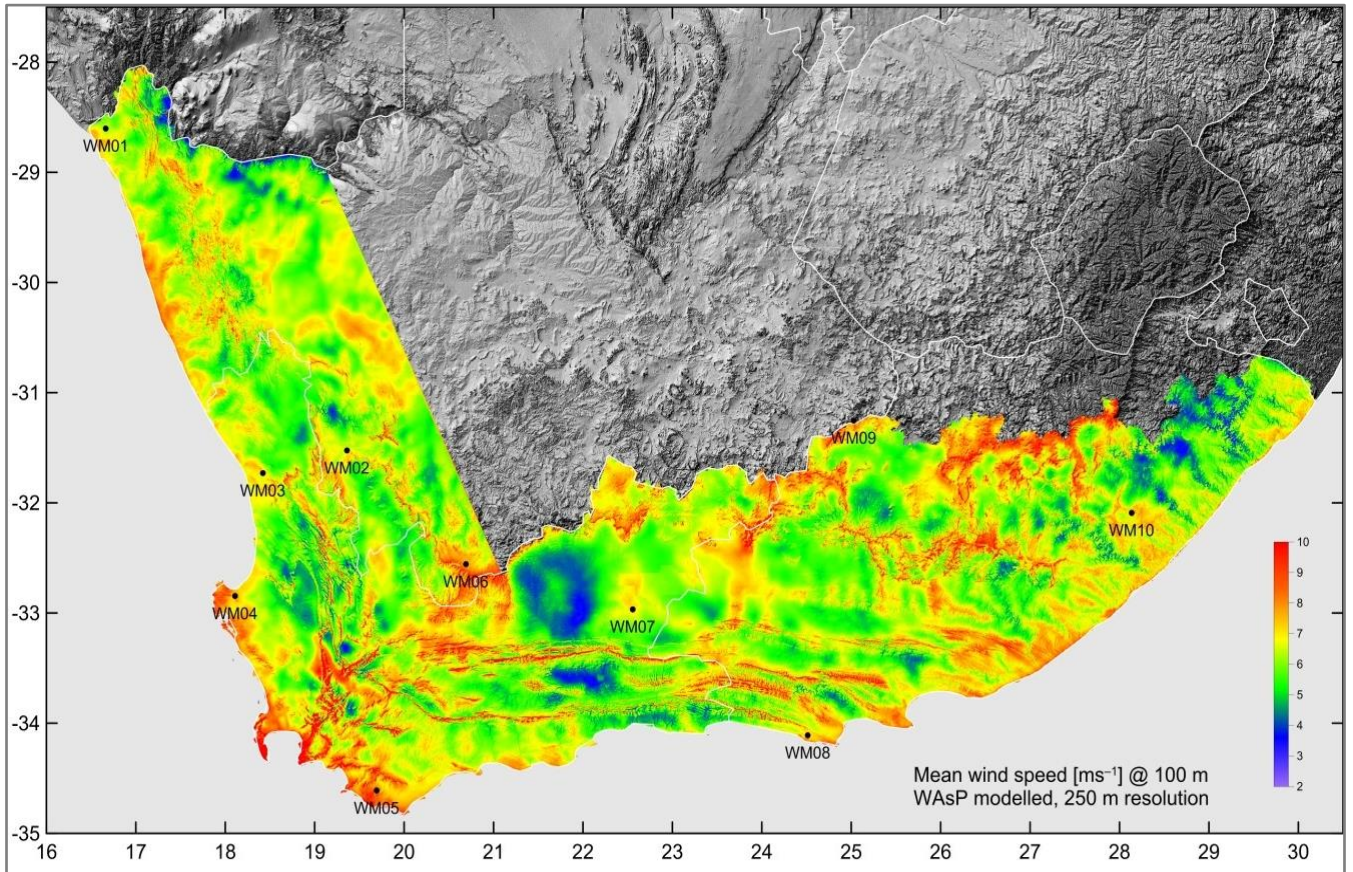 -28
-29
-30
-31
-32
-33
-34
-35
WM01
WM02
WM03
WM04
WM05
WM06
WM07
WM08
WM09
WM10
10
9
8
7
6
5
4
3
2
Mean wind speed [ms⁻¹] @ 100 m
WAsP modelled, 250 m resolution
16 17 18 19 20 21 22 23 24 25 26 27 28 29 30